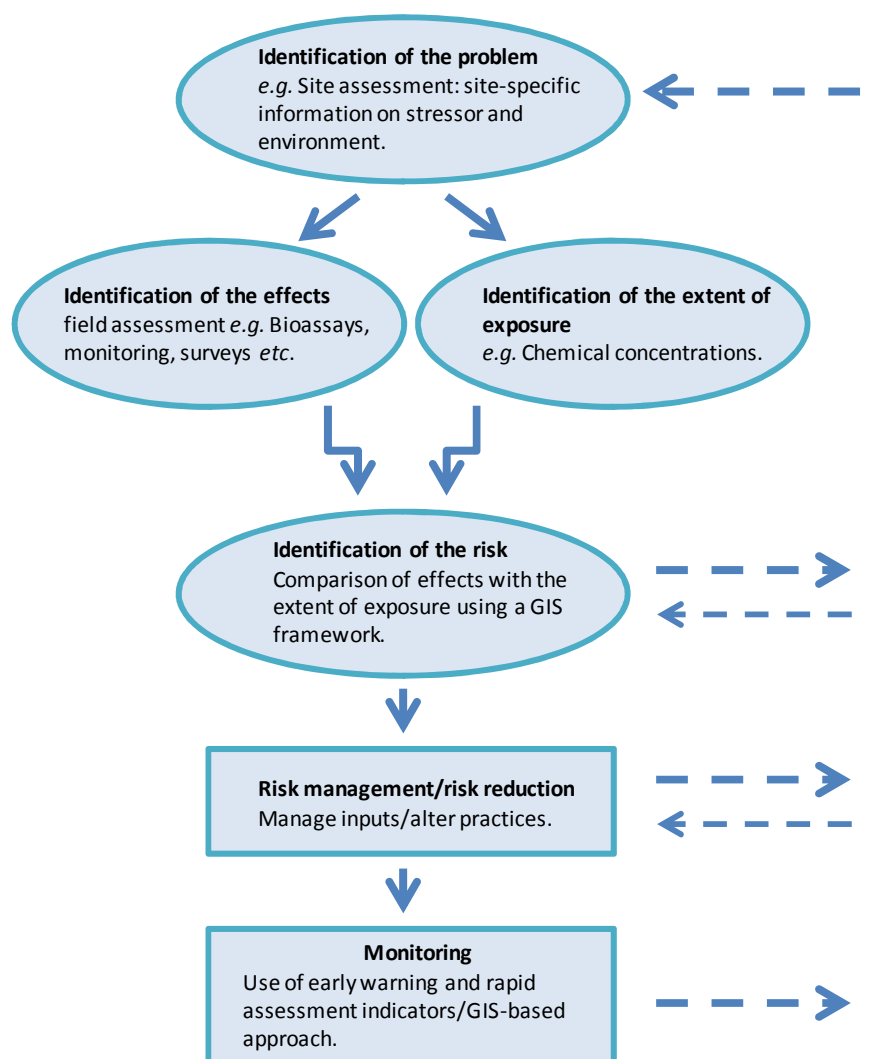 Identification of the problem
e.g. Site assessment: site-specific
information on stressor and
environment.
Identification of the effects
field assessment e.g. Bioassays,
monitoring, surveys etc.
Identification of the extent of
exposure
e.g. Chemical concentrations.
Identification of the risk
Comparison of effects with the
extent of exposure using a GIS
framework.
Risk management/risk reduction
Manage inputs/alter practices.
Monitoring
Use of early warning and rapid
assessment indicators/GIS-based
approach.